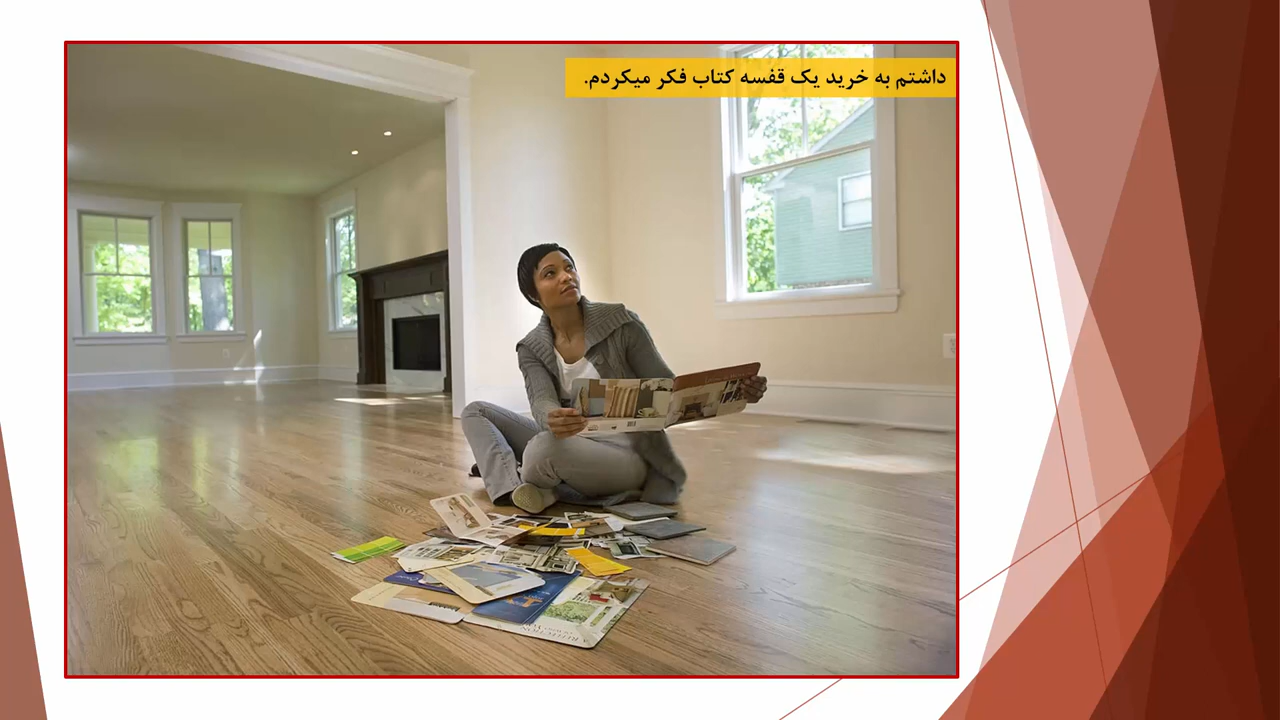 داشتم به خرید یک قفسه کتاب فکر میکردم.